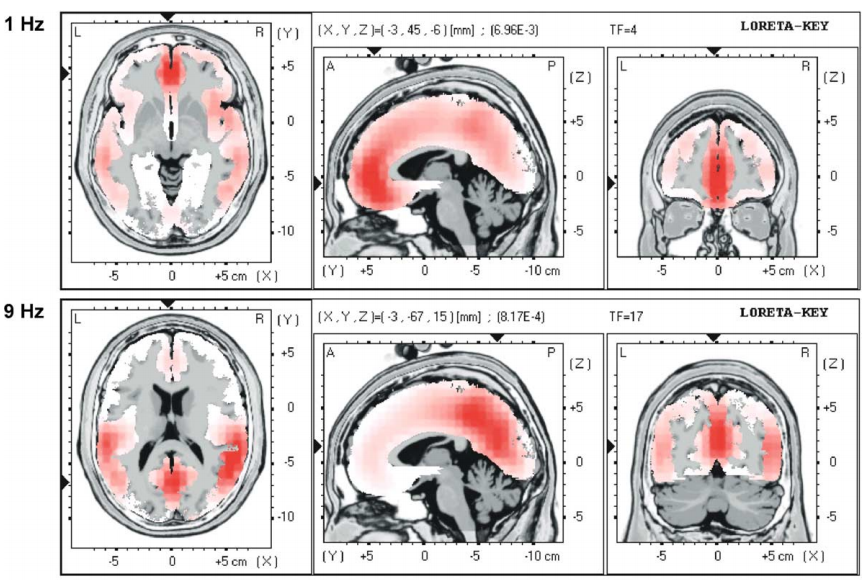 1 Hz
(X,Y,Z)=(-3,45,-6)[mm] ; (6.96E-3) TF=4 LORETA-KEY
L R (Y)
+5
0
-5
-10
-5 0 +5 cm (X)
A P (Z)
+5
0
-5
(Y) +5 0 -5 -10 cm
L R (Z)
+5
0
-5
-5 0 +5 cm (X)
9 Hz
(X,Y,Z)=(-3,-67,15)[mm] ; (8.17E-4) TF=17 LORETA-KEY
L R (Y)
+5
0
-5
-10
-5 0 +5 cm (X)
A P (Z)
+5
0
-5
(Y) +5 0 -5 -10 cm
L R (Z)
+5
0
-5
-5 0 +5 cm (X)